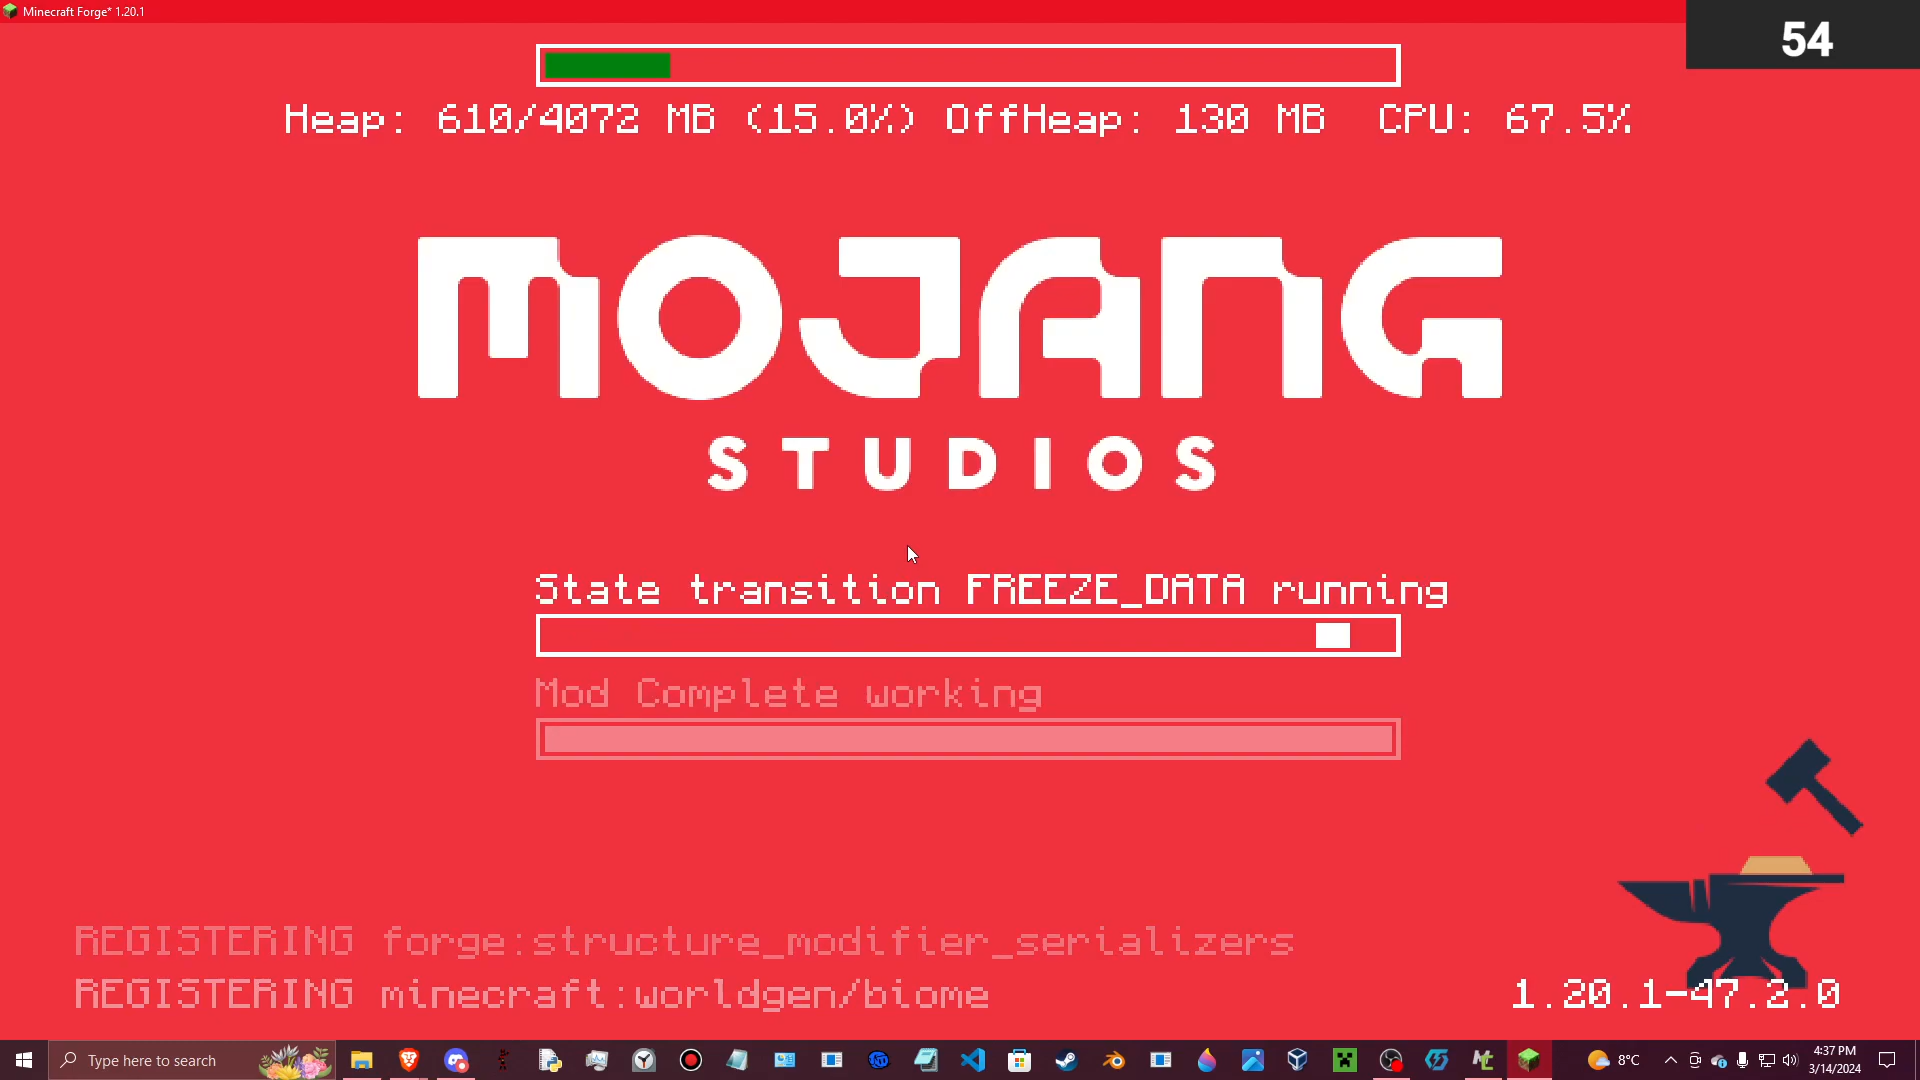 Minecraft Forge* 1.20.1
54
Heap: 610/4072 MB (15.0%) OffHeap: 130 MB CPU: 67.5%
MOJANG
STUDIOS
State transition FREEZE_DATA running
Mod Complete working
REGISTERING forge:structure_modifier_serializers
REGISTERING minecraft:worldgen/biome
1.20.1-47.2.0
Type here to search
8°C
4:37 PM
3/14/2024